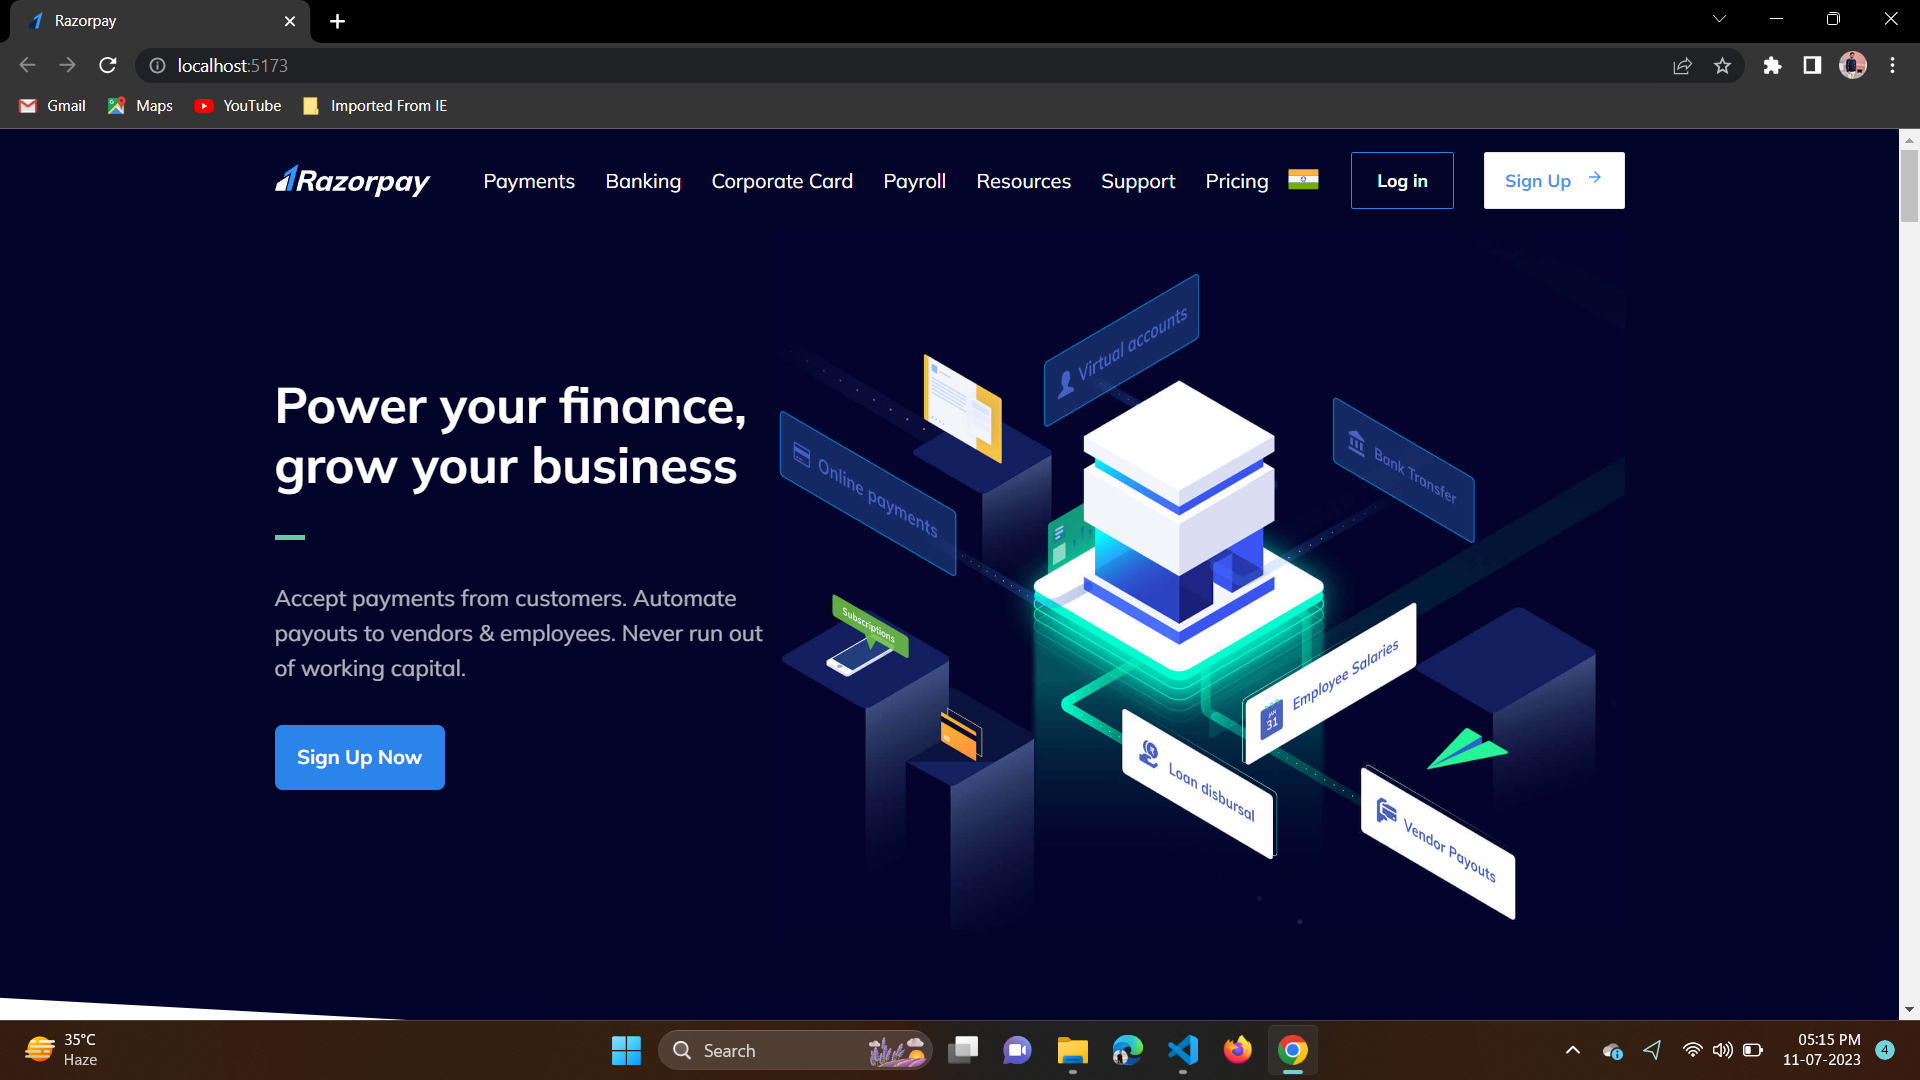 Razorpay
localhost:5173
Gmail
Maps
YouTube
Imported From IE
Razorpay
Payments
Banking
Corporate Card
Payroll
Resources
Support
Pricing
Log in
Sign Up
Power your finance,
grow your business
Accept payments from customers. Automate
payouts to vendors & employees. Never run out
of working capital.
Sign Up Now
Virtual accounts
Online payments
Bank Transfer
Subscriptions
Employee Salaries
JAN
31
Loan disbursal
Vendor Payouts
35°C
Haze
Search
05:15 PM
11-07-2023
4